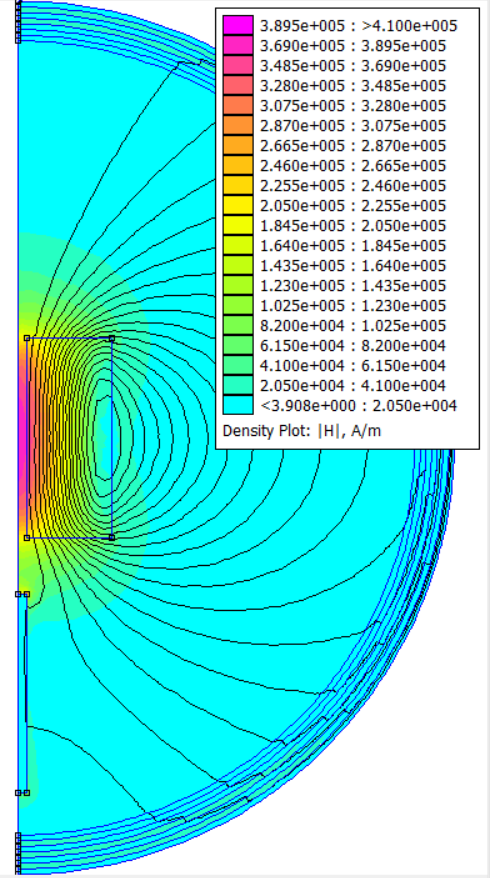 3.895e+005 : >4.100e+005
3.690e+005 : 3.895e+005
3.485e+005 : 3.690e+005
3.280e+005 : 3.485e+005
3.075e+005 : 3.280e+005
2.870e+005 : 3.075e+005
2.665e+005 : 2.870e+005
2.460e+005 : 2.665e+005
2.255e+005 : 2.460e+005
2.050e+005 : 2.255e+005
1.845e+005 : 2.050e+005
1.640e+005 : 1.845e+005
1.435e+005 : 1.640e+005
1.230e+005 : 1.435e+005
1.025e+005 : 1.230e+005
8.200e+004 : 1.025e+005
6.150e+004 : 8.200e+004
4.100e+004 : 6.150e+004
2.050e+004 : 4.100e+004
<3.908e+000 : 2.050e+004
Density Plot: |H|, A/m